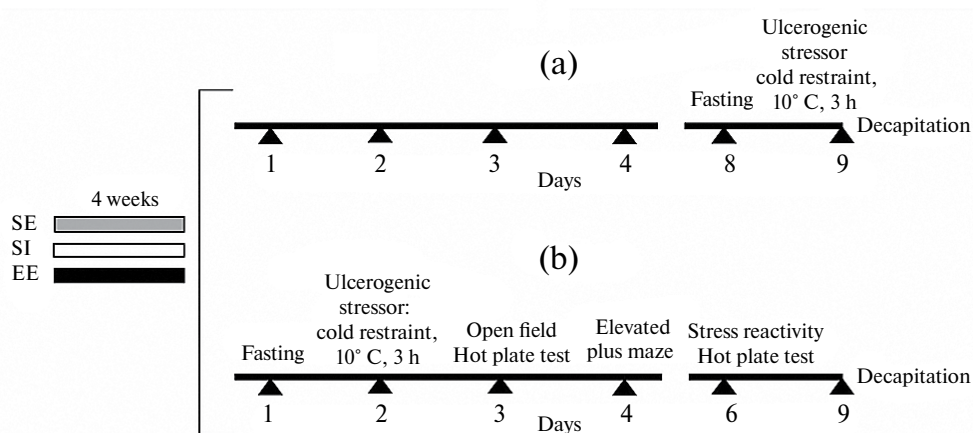 4 weeks
SE
SI
EE
(a)
Ulcerogenic
stressor
cold restraint,
10° C, 3 h
Fasting
Decapitation
1 2 3 4 8 9
Days
(b)
Ulcerogenic
stressor:
cold restraint,
10° C, 3 h
Fasting
Open field
Hot plate test
Elevated
plus maze
Stress reactivity
Hot plate test
Decapitation
1 2 3 4 6 9
Days